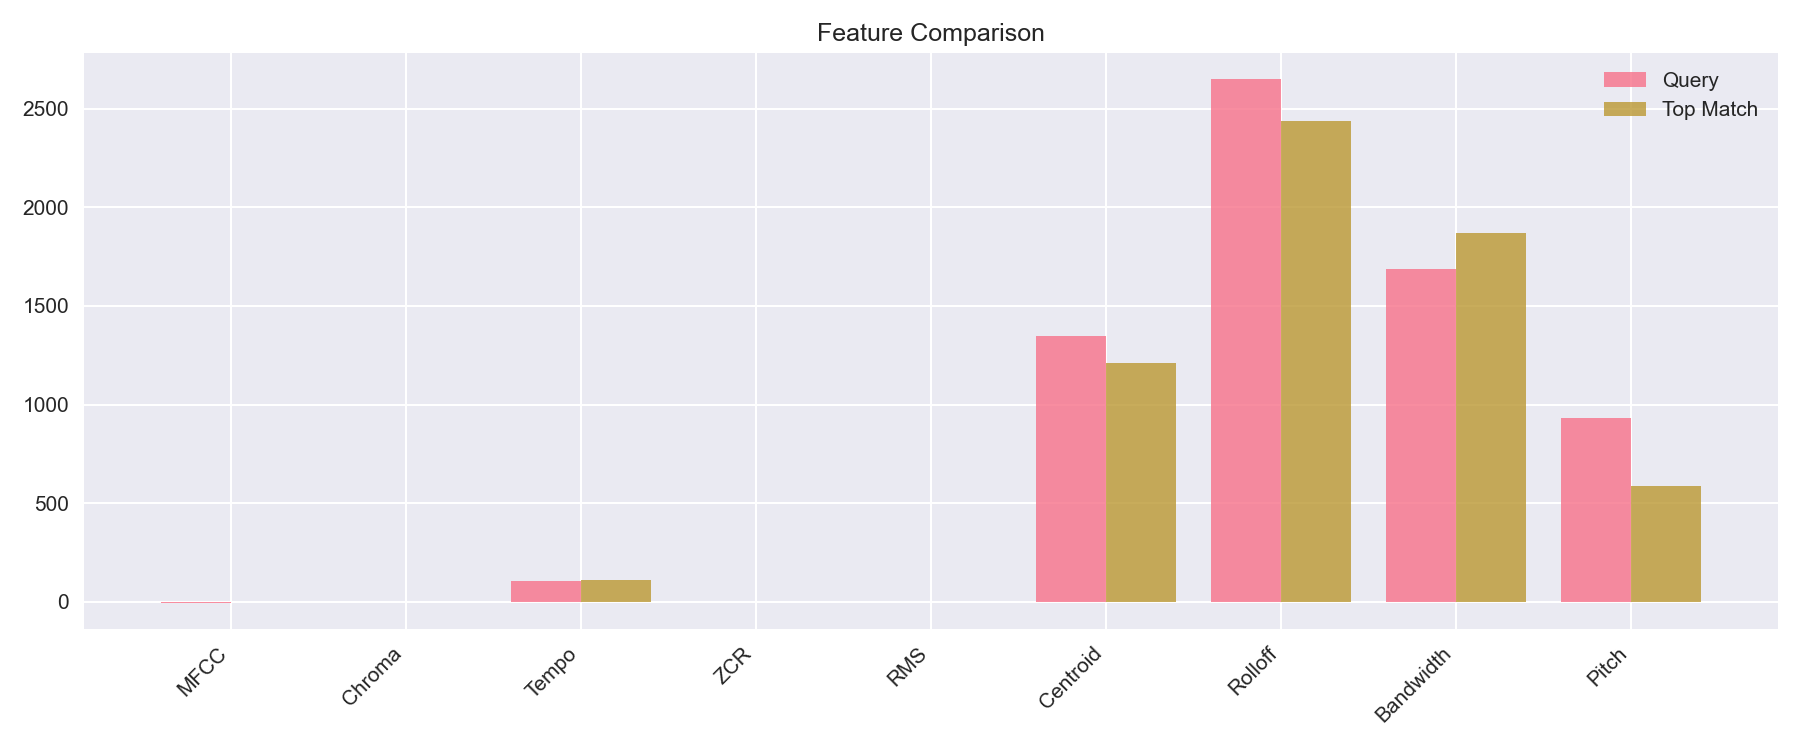 Feature Comparison
Query
Top Match
2500
2000
1500
1000
500
0
MFCC
Chroma
Tempo
ZCR
RMS
Centroid
Rolloff
Bandwidth
Pitch